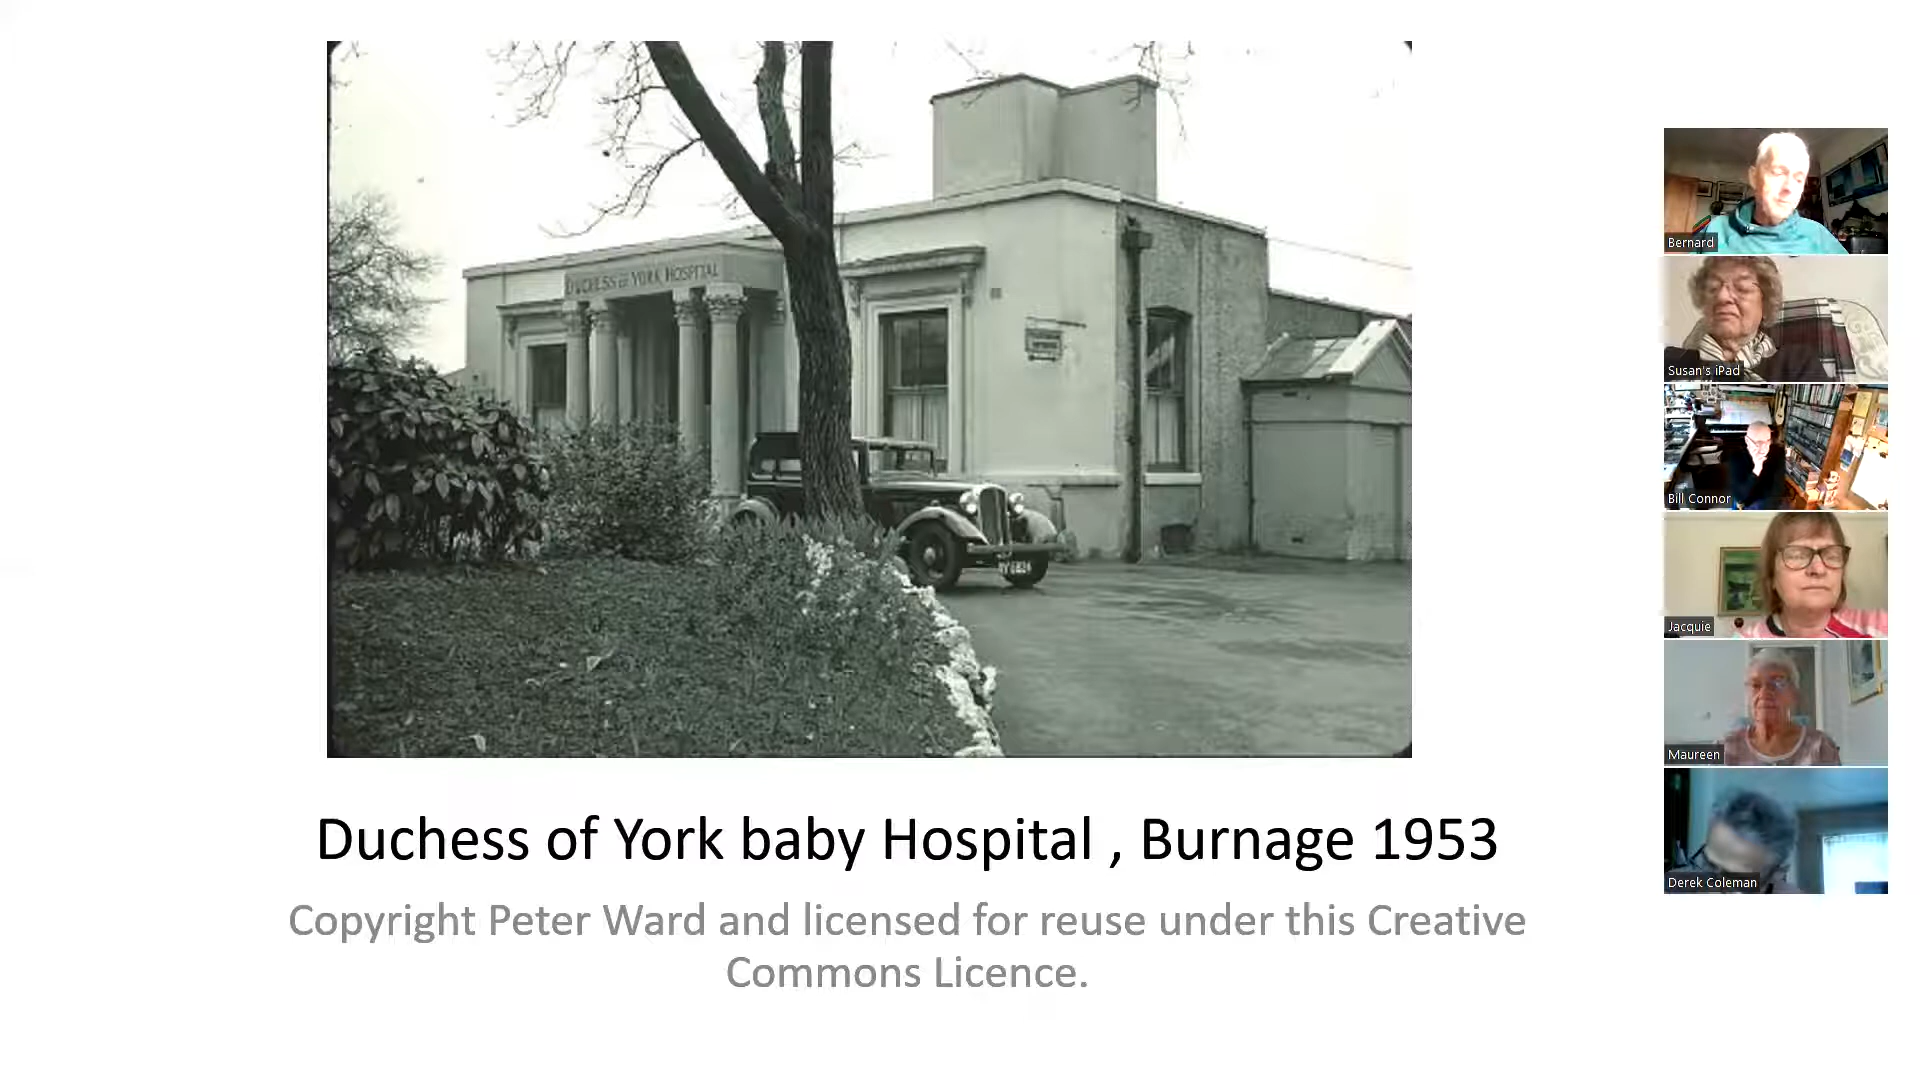 DUCHESS OF YORK HOSPITAL
Duchess of York baby Hospital , Burnage 1953
Copyright Peter Ward and licensed for reuse under this Creative
Commons Licence.
Bernard
Susan's iPad
Bill Connor
Jacquie
Maureen
Derek Coleman